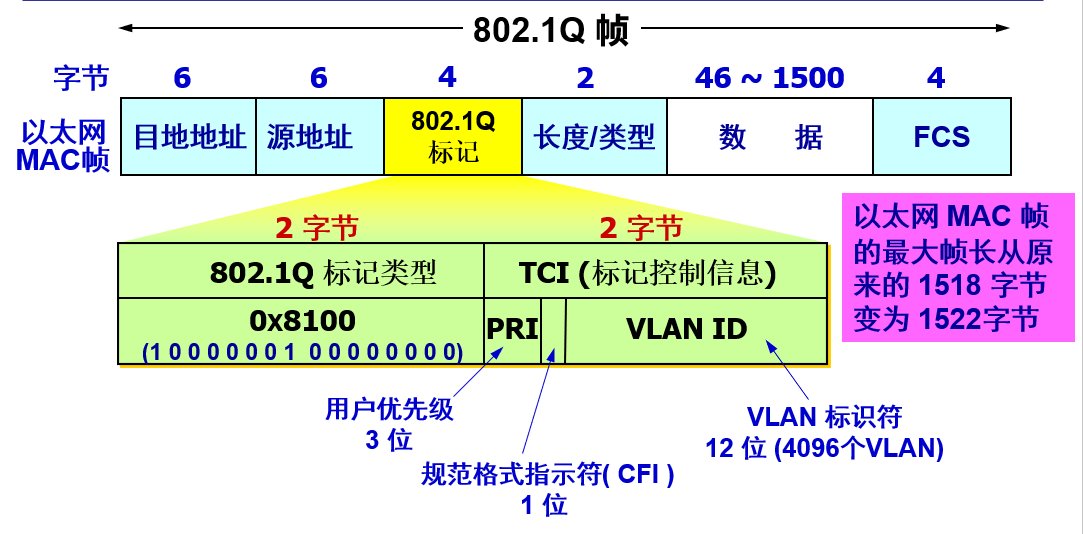 802.1Q 帧
字节 6 6 4 2 46 ~ 1500 4
以太网
MAC帧
目地地址 源地址
802.1Q
标记
长度/类型 数 据 FCS
2 字节 2 字节
802.1Q 标记类型 TCI (标记控制信息)
0X8100
(1 0 0 0 0 0 0 1 0 0 0 0 0 0 0 0)
PRI VLAN ID
以太网 MAC 帧
的最大帧长从原
来的 1518 字节
变为 1522字节
用户优先级
3 位
规范格式指示符( CFI )
1 位
VLAN 标识符
12 位 (4096个VLAN)